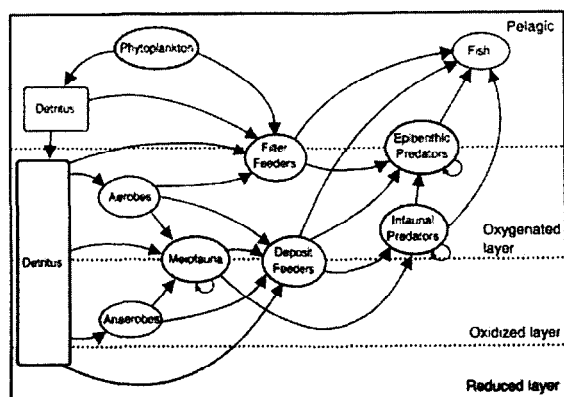 Pelagic
Phytoplankton
Fish
Detritus
Filter
Feeders
Epibenthic
Predators
Aerobes
Infaunal
Predators
Oxygenated
layer
Detritus
Meiofauna
Deposit
Feeders
Anaerobes
Oxidized layer
Reduced layer